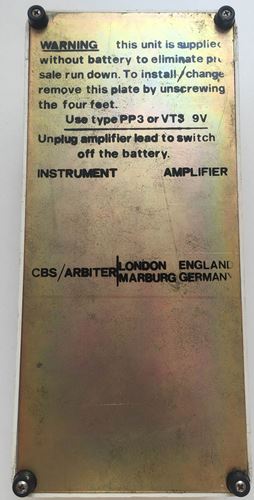 WARNING this unit is supplied
without battery to eliminate pre
sale run down. To install/change
remove this plate by unscrewing
the four feet.
Use type PP3 or VT3 9V
Unplug amplifier lead to switch
off the battery.
INSTRUMENT AMPLIFIER
CBS/ARBITER LONDON ENGLAND
MARBURG GERMANY